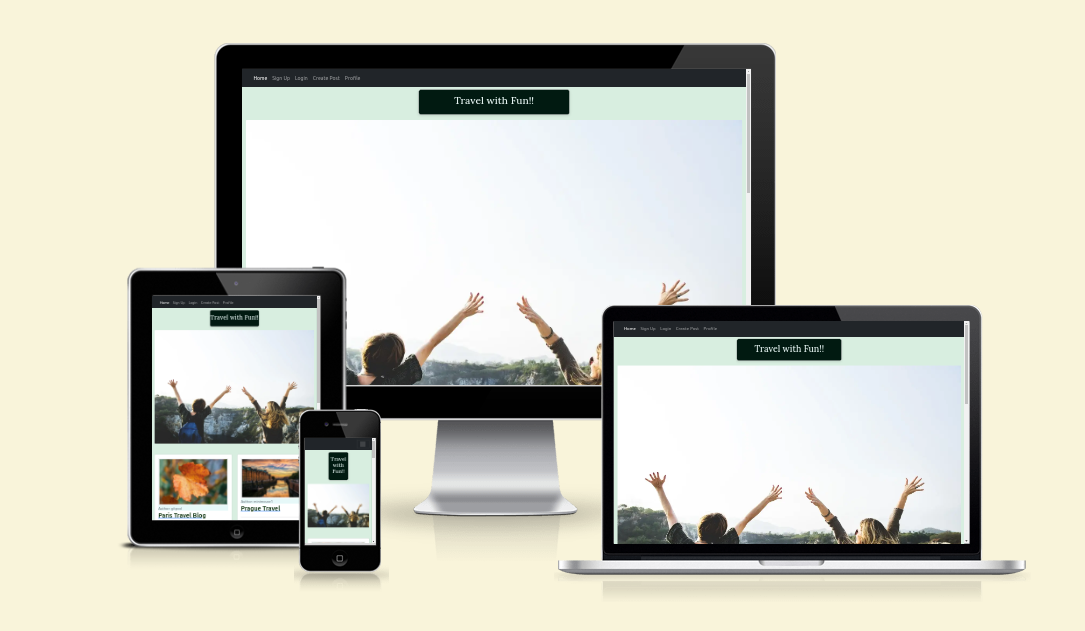 Home Sign Up Login Create Post Profile
Travel with Fun!!
Home Sign Up Login Create Post Profile
Travel with Fun!!
Paris Travel Blog
Prague Travel
Travel
with
Fun!!
Home Sign Up Login Create Post Profile
Travel with Fun!!